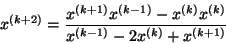 x^{(k+2)} = \frac{x^{(k+1)}x^{(k-1)} - x^{(k)}x^{(k)}}{x^{(k-1)} - 2x^{(k)} + x^{(k+1)}}